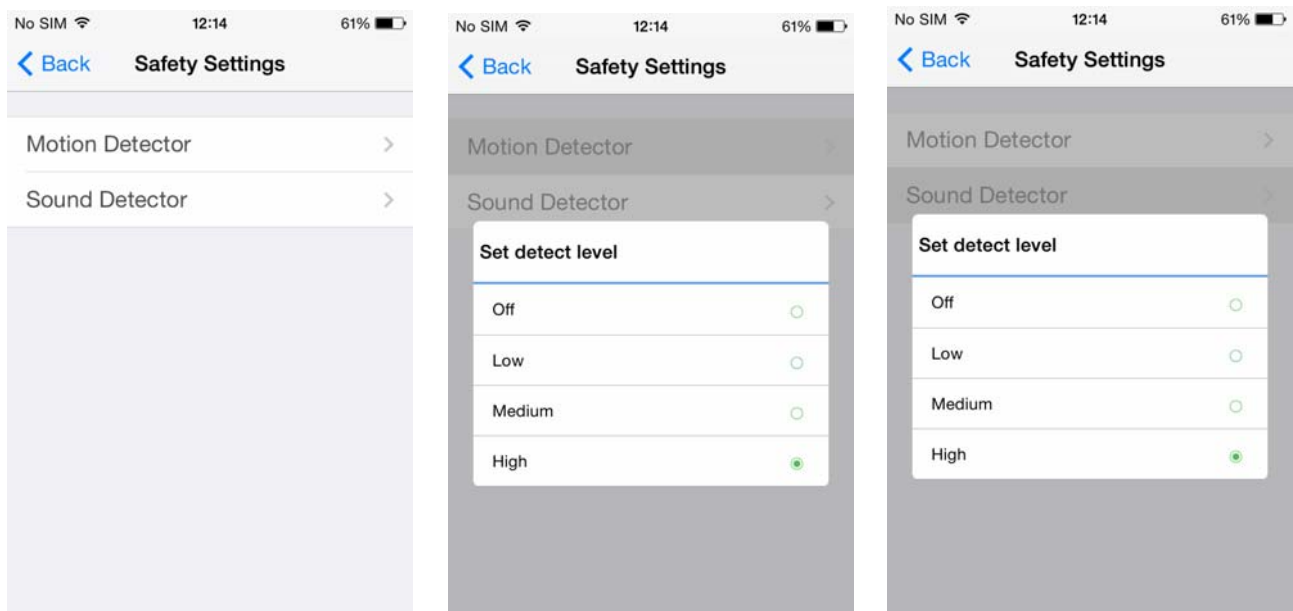 No SIM 12:14 61%
Back Safety Settings
Motion Detector
Sound Detector
No SIM 12:14 61%
Back Safety Settings
Motion Detector
Sound Detector
Set detect level
Off
Low
Medium
High
No SIM 12:14 61%
Back Safety Settings
Motion Detector
Sound Detector
Set detect level
Off
Low
Medium
High